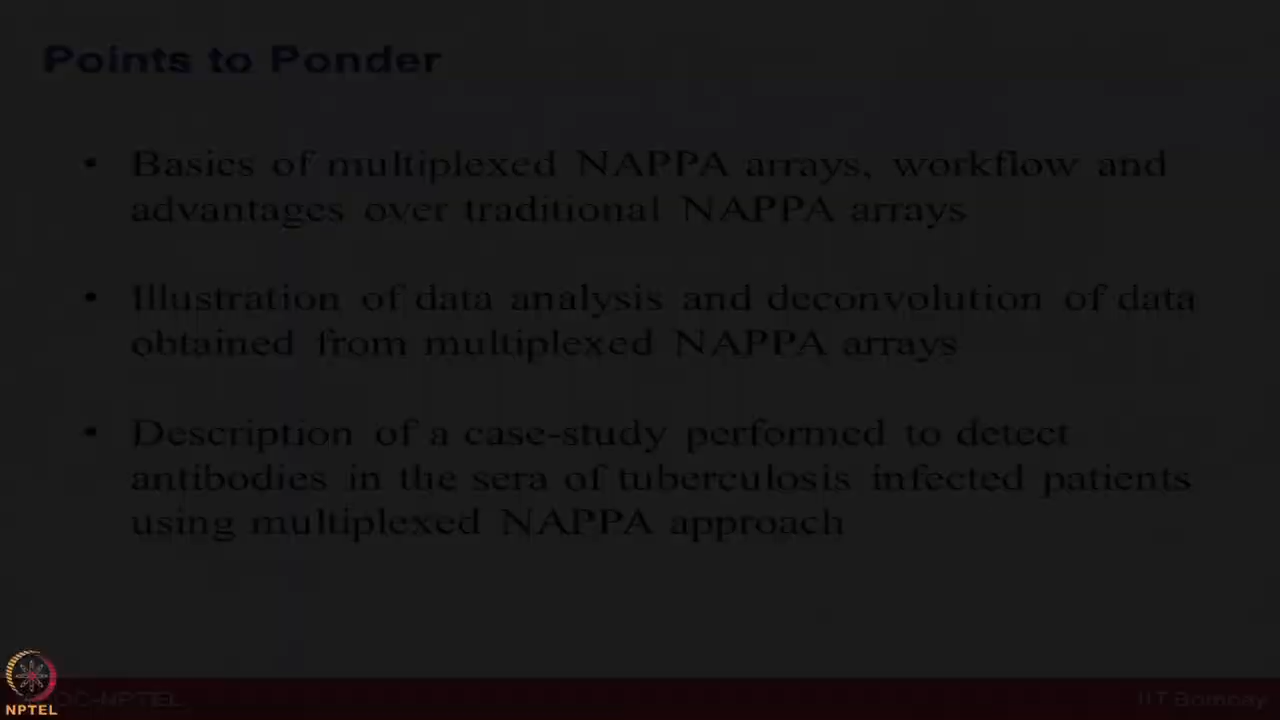 Points to Ponder
• Basics of multiplexed NAPPA arrays, workflow and
advantages over traditional NAPPA arrays
• Illustration of data analysis and deconvolution of data
obtained from multiplexed NAPPA arrays
• Description of a case-study performed to detect
antibodies in the sera of tuberculosis infected patients
using multiplexed NAPPA approach
NPTEL
OC-NPTEL
IIT Bombay